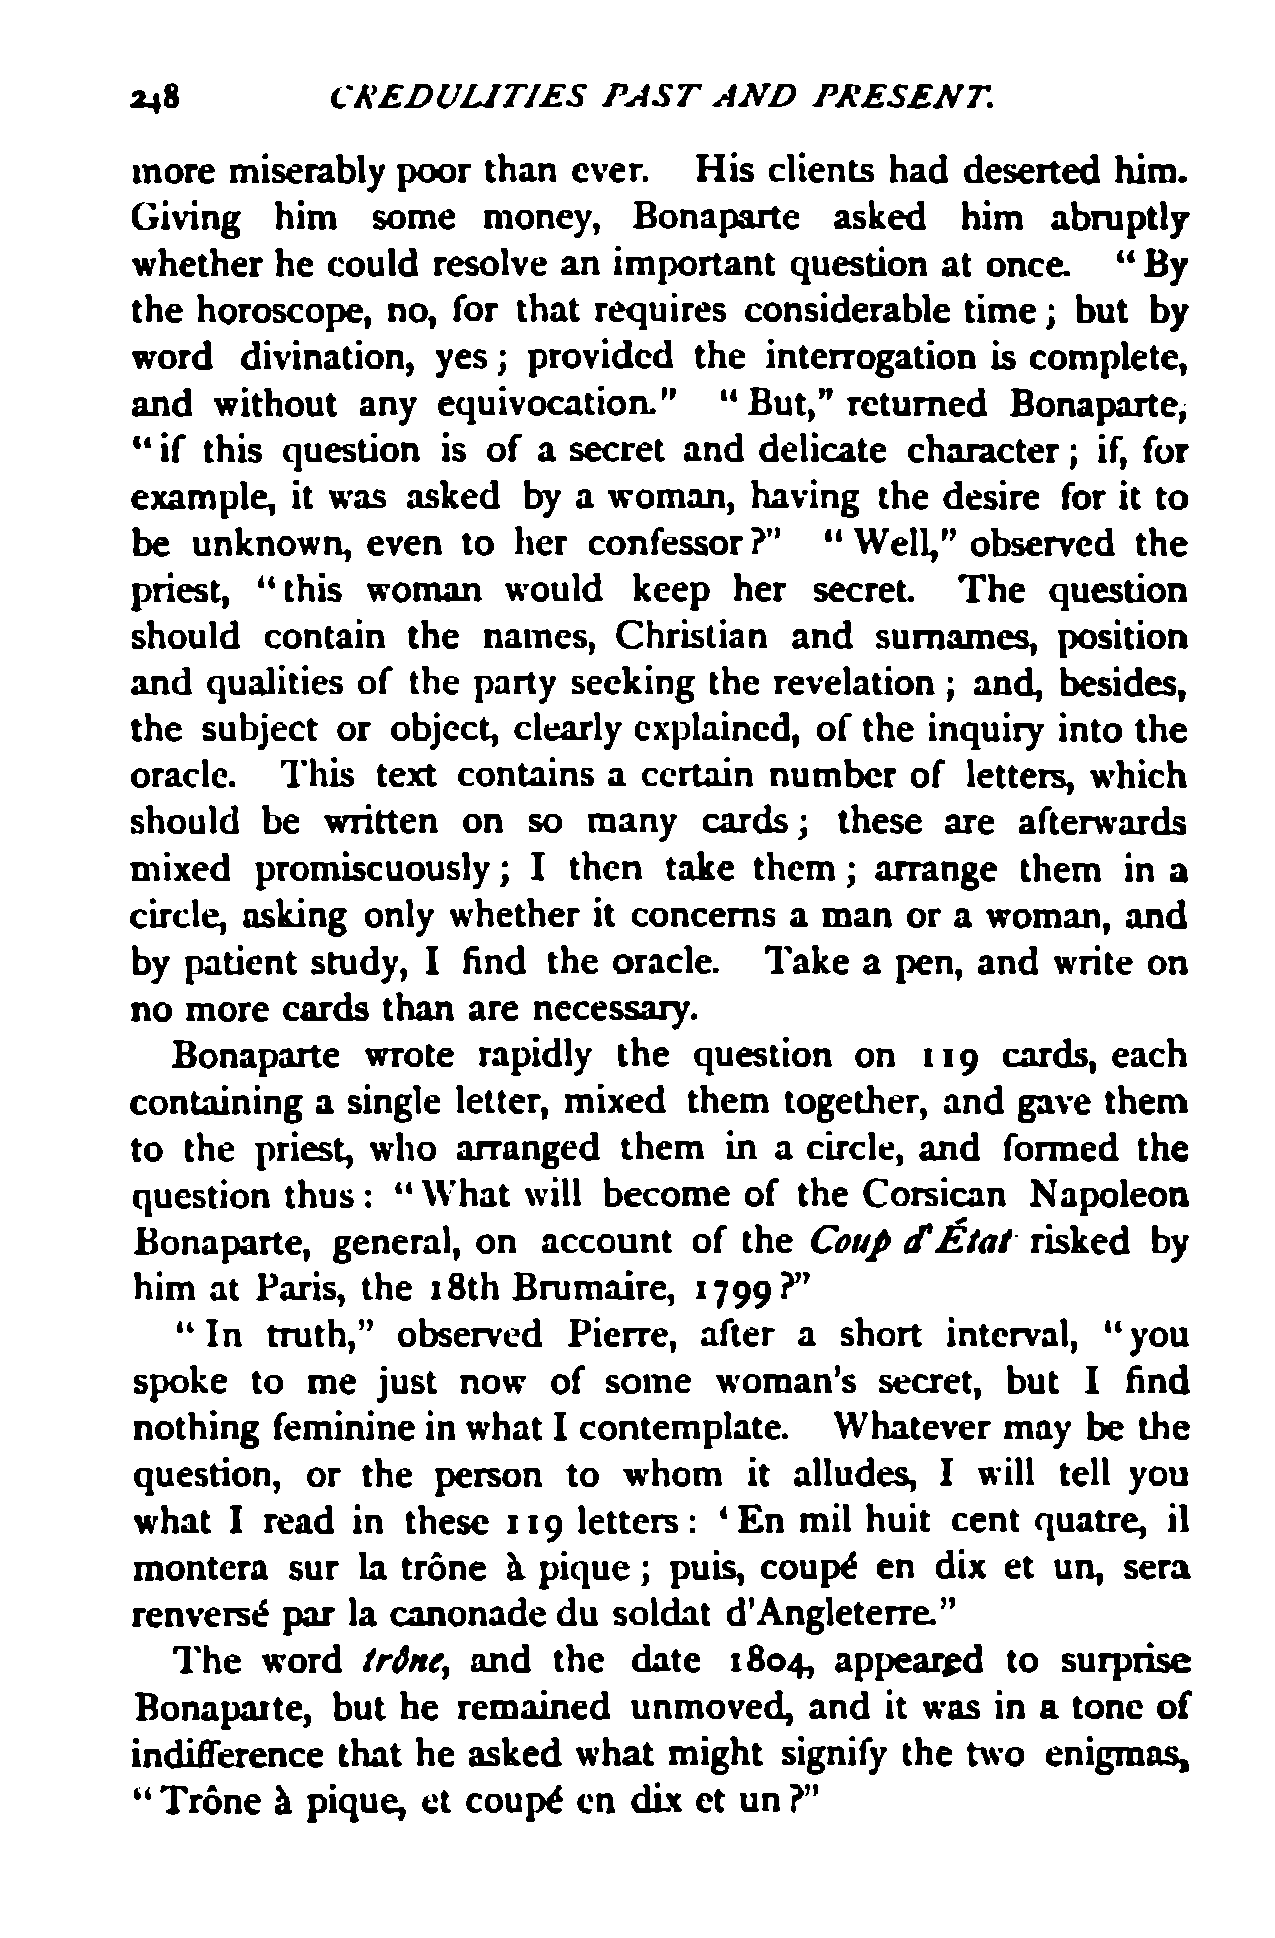 248 CREDULITIES PAST AND PRESENT.
more miserably poor than ever. His clients had deserted him.
Giving him some money, Bonaparte asked him abruptly
whether he could resolve an important question at once. “By
the horoscope, no, for that requires considerable time; but by
word divination, yes; provided the interrogation is complete,
and without any equivocation.” “But,” returned Bonaparte,
“if this question is of a secret and delicate character; if, for
example, it was asked by a woman, having the desire for it to
be unknown, even to her confessor?” “Well,” observed the
priest, “this woman would keep her secret. The question
should contain the names, Christian and surnames, position
and qualities of the party seeking the revelation; and, besides,
the subject or object, clearly explained, of the inquiry into the
oracle. This text contains a certain number of letters, which
should be written on so many cards; these are afterwards
mixed promiscuously; I then take them; arrange them in a
circle, asking only whether it concerns a man or a woman, and
by patient study, I find the oracle. Take a pen, and write on
no more cards than are necessary.
Bonaparte wrote rapidly the question on 119 cards, each
containing a single letter, mixed them together, and gave them
to the priest, who arranged them in a circle, and formed the
question thus: “What will become of the Corsican Napoleon
Bonaparte, general, on account of the Coup d'État risked by
him at Paris, the 18th Brumaire, 1799?”
“In truth,” observed Pierre, after a short interval, “you
spoke to me just now of some woman's secret, but I find
nothing feminine in what I contemplate. Whatever may be the
question, or the person to whom it alludes, I will tell you
what I read in these 119 letters: ‘En mil huit cent quatre, il
montera sur la trône à pique; puis, coupé en dix et un, sera
renversé par la canonade du soldat d'Angleterre.”
The word trône, and the date 1804, appeared to surprise
Bonaparte, but he remained unmoved, and it was in a tone of
indifference that he asked what might signify the two enigmas,
“Trône à pique, et coupé en dix et un?”